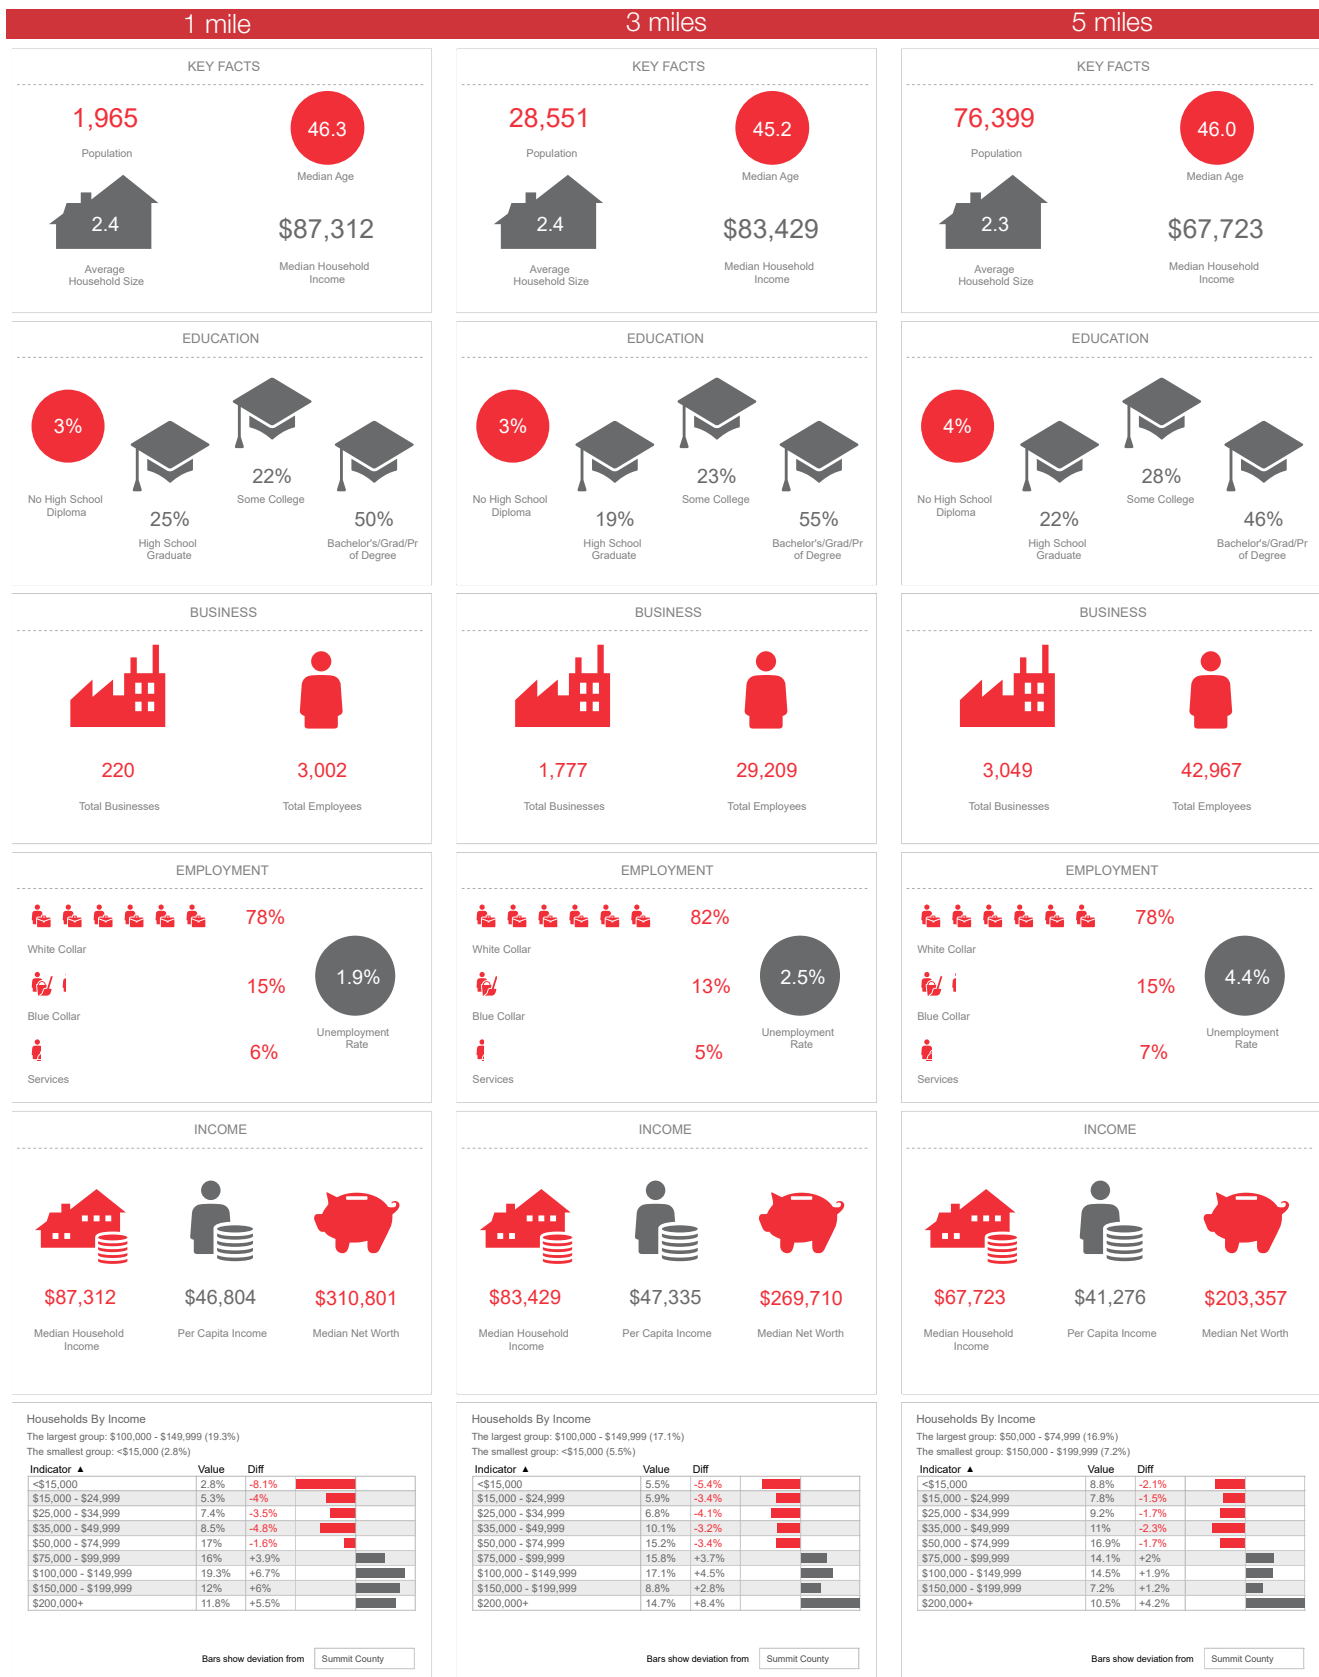 1 mile
KEY FACTS
1,965
Population
46.3
Median Age
2.4
Average
Household Size
$87,312
Median Household
Income
EDUCATION
3%
No High School
Diploma
25%
High School
Graduate
22%
Some College
50%
Bachelor's/Grad/Pr
of Degree
BUSINESS
220
Total Businesses
3,002
Total Employees
EMPLOYMENT
78%
White Collar
15%
Blue Collar
6%
Services
1.9%
Unemployment
Rate
INCOME
$87,312
Median Household
Income
$46,804
Per Capita Income
$310,801
Median Net Worth
Households By Income
The largest group: $100,000 - $149,999 (19.3%)
The smallest group: <$15,000 (2.8%)
Indicator ▲ Value Diff
<$15,000 2.8% -8.1%
$15,000 - $24,999 5.3% -4%
$25,000 - $34,999 7.4% -3.5%
$35,000 - $49,999 8.5% -4.8%
$50,000 - $74,999 17% -1.6%
$75,000 - $99,999 16% +3.9%
$100,000 - $149,999 19.3% +6.7%
$150,000 - $199,999 12% +6%
$200,000+ 11.8% +5.5%
Bars show deviation from Summit County
3 miles
KEY FACTS
28,551
Population
45.2
Median Age
2.4
Average
Household Size
$83,429
Median Household
Income
EDUCATION
3%
No High School
Diploma
19%
High School
Graduate
23%
Some College
55%
Bachelor's/Grad/Pr
of Degree
BUSINESS
1,777
Total Businesses
29,209
Total Employees
EMPLOYMENT
82%
White Collar
13%
Blue Collar
5%
Services
2.5%
Unemployment
Rate
INCOME
$83,429
Median Household
Income
$47,335
Per Capita Income
$269,710
Median Net Worth
Households By Income
The largest group: $100,000 - $149,999 (17.1%)
The smallest group: <$15,000 (5.5%)
Indicator ▲ Value Diff
<$15,000 5.5% -5.4%
$15,000 - $24,999 5.9% -3.4%
$25,000 - $34,999 6.8% -4.1%
$35,000 - $49,999 10.1% -3.2%
$50,000 - $74,999 15.2% -3.4%
$75,000 - $99,999 15.8% +3.7%
$100,000 - $149,999 17.1% +4.5%
$150,000 - $199,999 8.8% +2.8%
$200,000+ 14.7% +8.4%
Bars show deviation from Summit County
5 miles
KEY FACTS
76,399
Population
46.0
Median Age
2.3
Average
Household Size
$67,723
Median Household
Income
EDUCATION
4%
No High School
Diploma
22%
High School
Graduate
28%
Some College
46%
Bachelor's/Grad/Pr
of Degree
BUSINESS
3,049
Total Businesses
42,967
Total Employees
EMPLOYMENT
78%
White Collar
15%
Blue Collar
7%
Services
4.4%
Unemployment
Rate
INCOME
$67,723
Median Household
Income
$41,276
Per Capita Income
$203,357
Median Net Worth
Households By Income
The largest group: $50,000 - $74,999 (16.9%)
The smallest group: $150,000 - $199,999 (7.2%)
Indicator ▲ Value Diff
<$15,000 8.8% -2.1%
$15,000 - $24,999 7.8% -1.5%
$25,000 - $34,999 9.2% -1.7%
$35,000 - $49,999 11% -2.3%
$50,000 - $74,999 16.9% -1.7%
$75,000 - $99,999 14.1% +2%
$100,000 - $149,999 14.5% +1.9%
$150,000 - $199,999 7.2% +1.2%
$200,000+ 10.5% +4.2%
Bars show deviation from Summit County